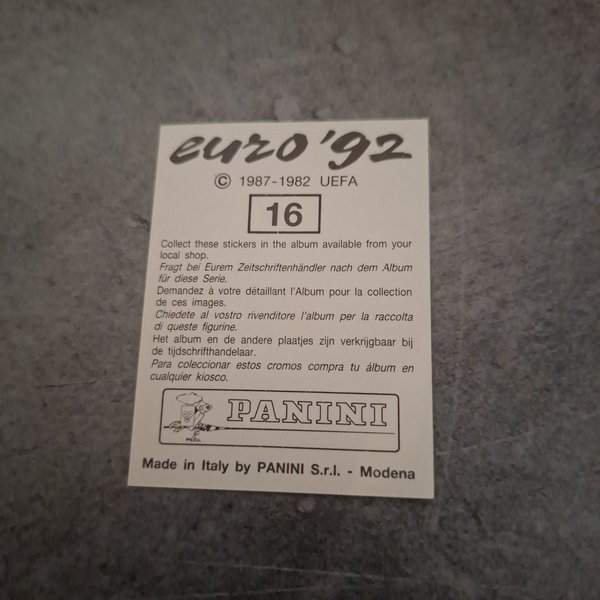 euro '92
© 1987-1982 UEFA
16
Collect these stickers in the album available from your
local shop.
Fragt bei Eurem Zeitschriftenhändler nach dem Album
für diese Serie.
Demandez à votre détaillant l'Album pour la collection
de ces images.
Chiedete al vostro rivenditore l'album per la raccolta
di queste figurine.
Het album en de andere plaatjes zijn verkrijgbaar bij
de tijdschrifthandelaar.
Para coleccionar estos cromos compra tu álbum en
cualquier kiosco.
PANINI
Made in Italy by PANINI S.r.l. - Modena